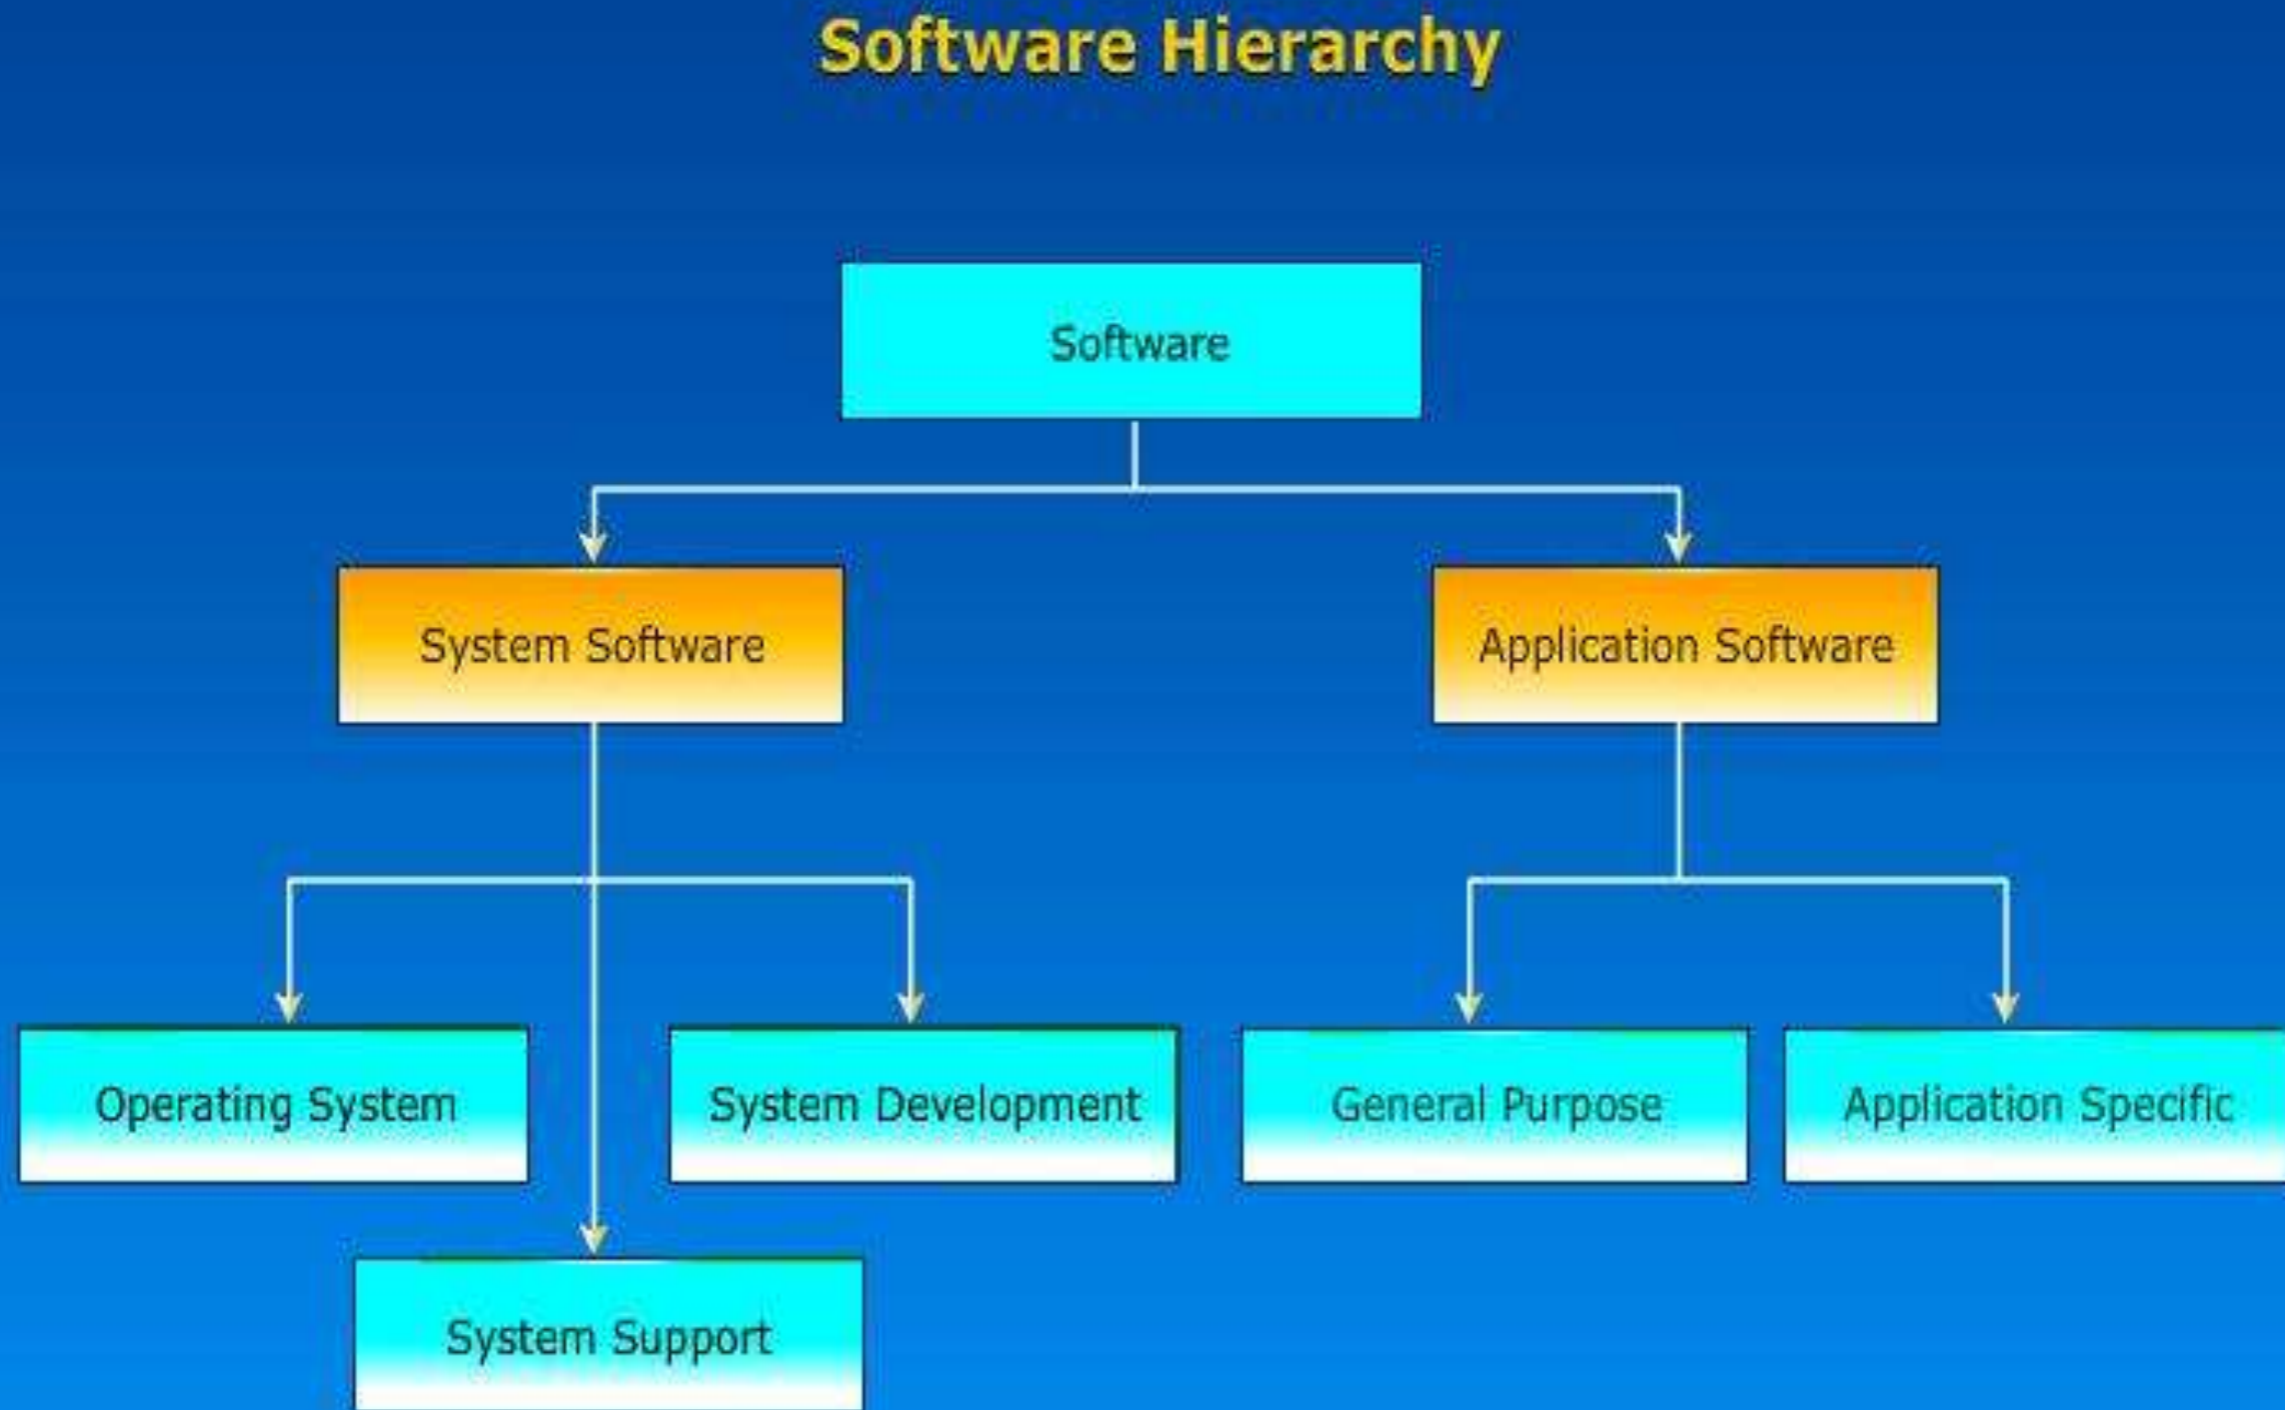 Software Hierarchy
Software
System Software
Application Software
Operating System
System Development
General Purpose
Application Specific
System Support